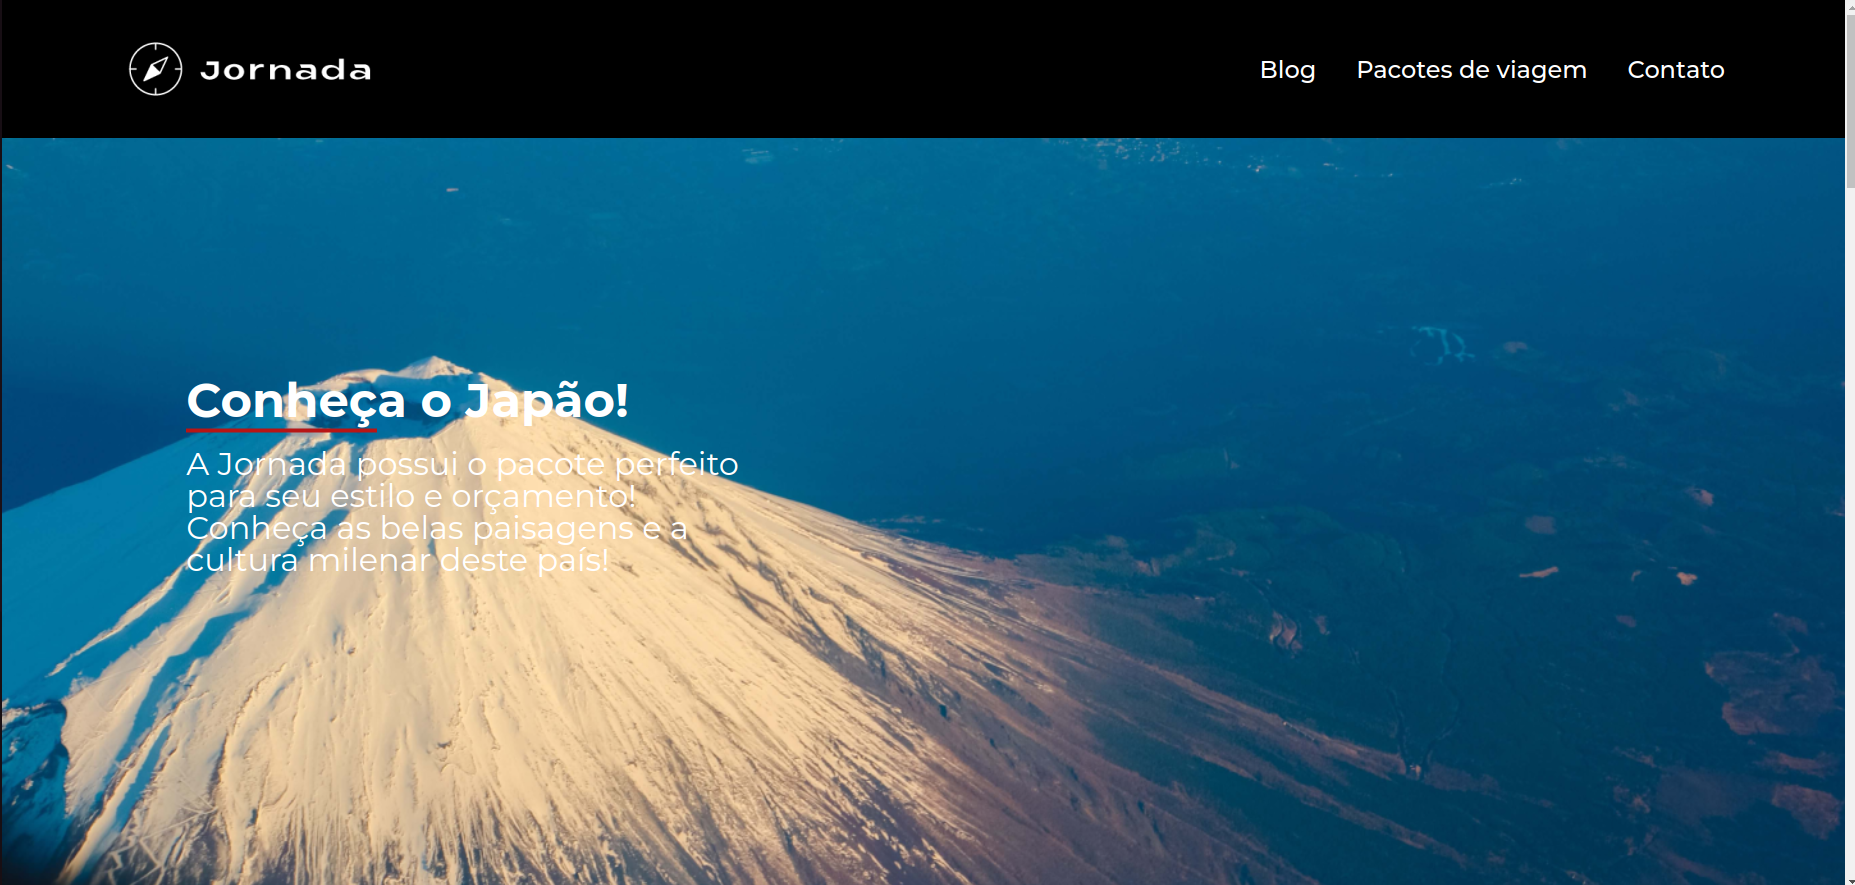 Jornada
Blog Pacotes de viagem Contato
Conheça o Japão!
A Jornada possui o pacote perfeito
para seu estilo e orçamento!
Conheça as belas paisagens e a
cultura milenar deste país!